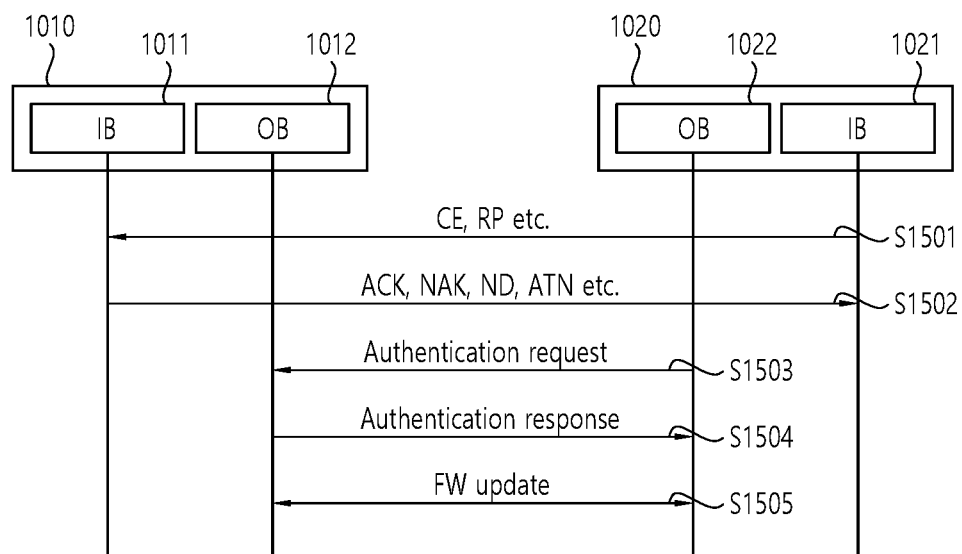 1010
1011
1012
1020
1022
1021
IB
OB
OB
IB
CE, RP etc.
S1501
ACK, NAK, ND, ATN etc.
S1502
Authentication request
S1503
Authentication response
S1504
FW update
S1505